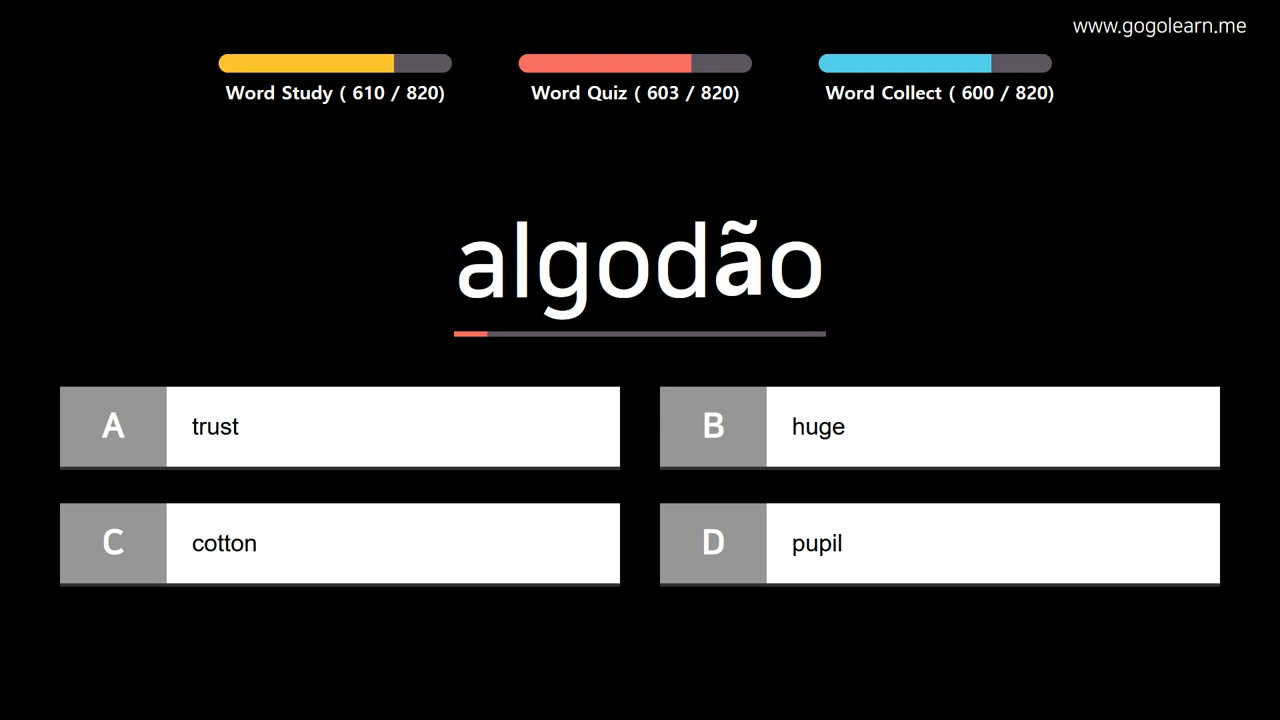 www.gogolearn.me
Word Study ( 610 / 820)
Word Quiz ( 603 / 820)
Word Collect ( 600 / 820)
algodão
A trust
B huge
C cotton
D pupil